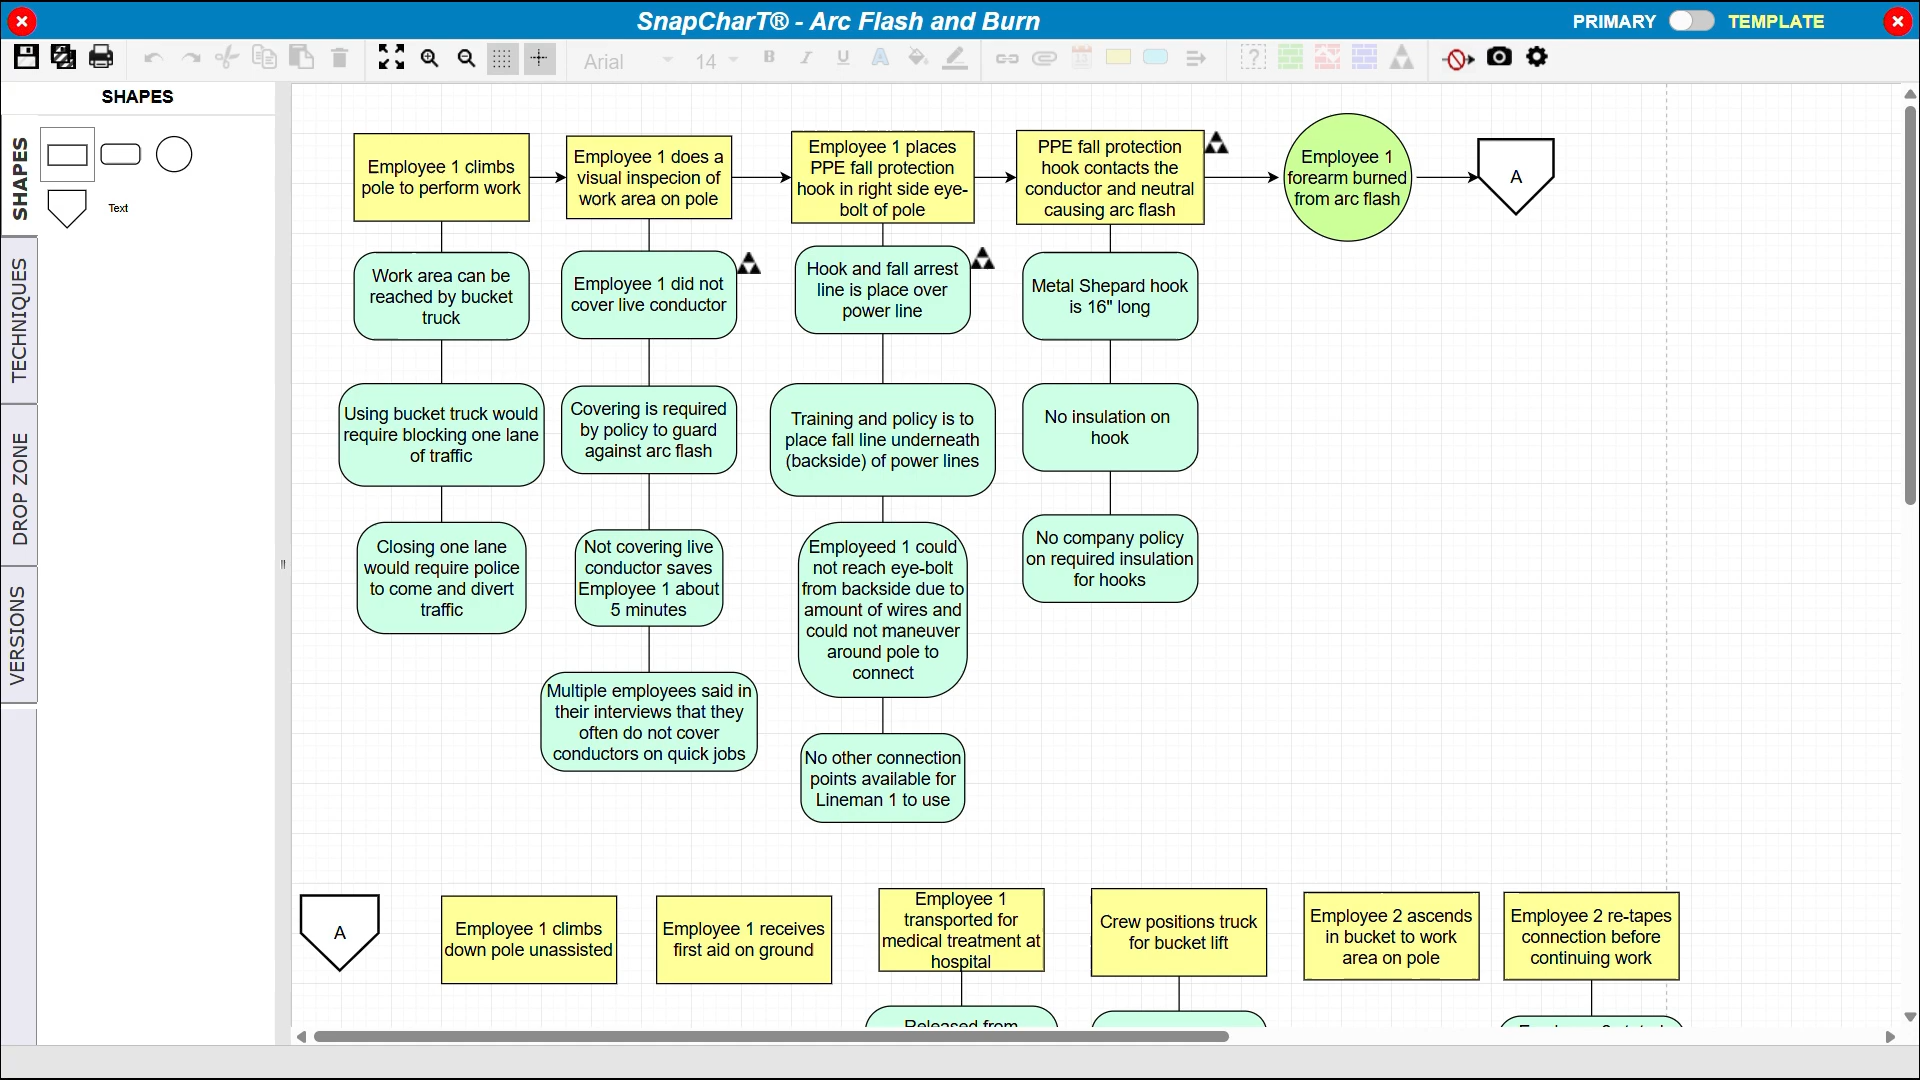 SnapCharT® - Arc Flash and Burn
PRIMARY
TEMPLATE
Arial
14
B
I
U
A
SHAPES
SHAPES
TECHNIQUES
DROP ZONE
VERSIONS
Text
Employee 1 climbs
pole to perform work
Employee 1 does a
visual inspecion of
work area on pole
Employee 1 places
PPE fall protection
hook in right side eye-
bolt of pole
PPE fall protection
hook contacts the
conductor and neutral
causing arc flash
Employee 1
forearm burned
from arc flash
A
Work area can be
reached by bucket
truck
Employee 1 did not
cover live conductor
Hook and fall arrest
line is place over
power line
Metal Shepard hook
is 16" long
Using bucket truck would
require blocking one lane
of traffic
Covering is required
by policy to guard
against arc flash
Training and policy is to
place fall line underneath
(backside) of power lines
No insulation on
hook
Closing one lane
would require police
to come and divert
traffic
Not covering live
conductor saves
Employee 1 about
5 minutes
Employeed 1 could
not reach eye-bolt
from backside due to
amount of wires and
could not maneuver
around pole to
connect
No company policy
on required insulation
for hooks
Multiple employees said in
their interviews that they
often do not cover
conductors on quick jobs
No other connection
points available for
Lineman 1 to use
A
Employee 1 climbs
down pole unassisted
Employee 1 receives
first aid on ground
Employee 1
transported for
medical treatment at
hospital
Crew positions truck
for bucket lift
Employee 2 ascends
in bucket to work
area on pole
Employee 2 re-tapes
connection before
continuing work
Released from